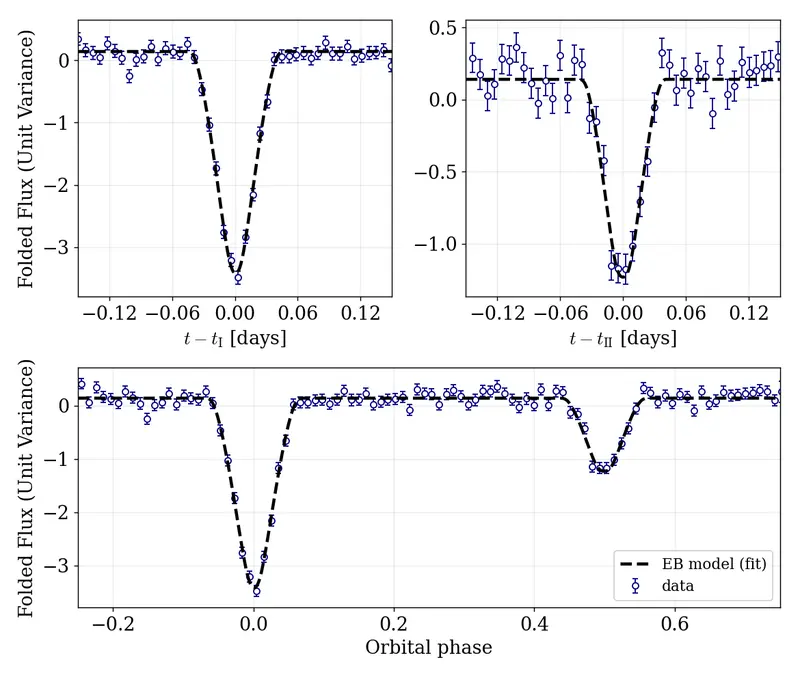 Folded Flux (Unit Variance)
0
−1
−2
−3
−0.12 −0.06 0.00 0.06 0.12
t − t_I [days]
0.5
0.0
−0.5
−1.0
−0.12 −0.06 0.00 0.06 0.12
t − t_II [days]
Folded Flux (Unit Variance)
0
−1
−2
−3
−0.2 0.0 0.2 0.4 0.6
Orbital phase
EB model (fit)
data